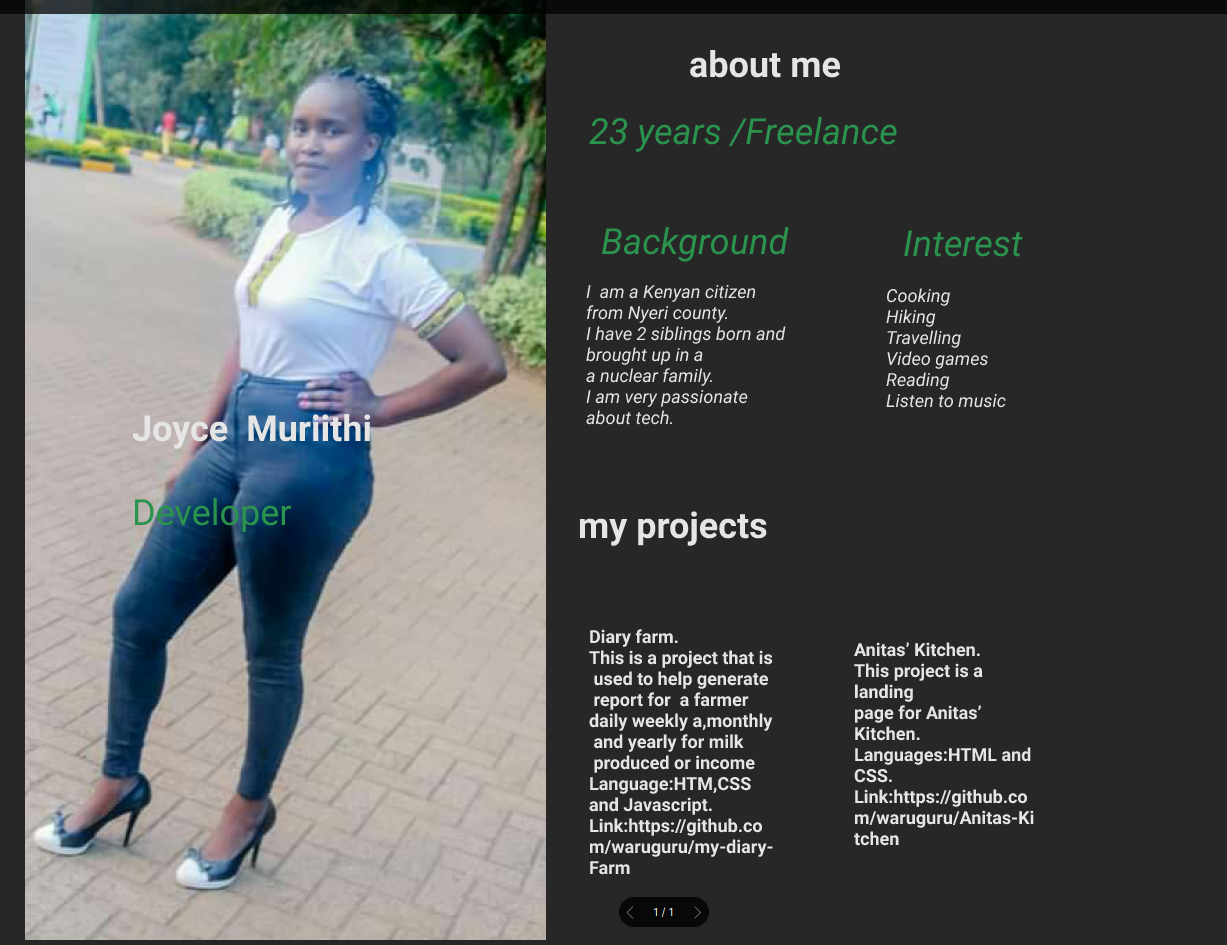 about me
23 years /Freelance
Background
I  am a Kenyan citizen
from Nyeri county.
I have 2 siblings born and
brought up in a
a nuclear family.
I am very passionate
about tech.
Interest
Cooking
Hiking
Travelling
Video games
Reading
Listen to music
Joyce  Muriithi
Developer
my projects
Diary farm.
This is a project that is
used to help generate
report for  a farmer
daily weekly a,monthly
and yearly for milk
produced or income
Language:HTM,CSS
and Javascript.
Link:https://github.co
m/waruguru/my-diary-
Farm
Anitas’ Kitchen.
This project is a
landing
page for Anitas’
Kitchen.
Languages:HTML and
CSS.
Link:https://github.co
m/waruguru/Anitas-Ki
tchen
1 / 1